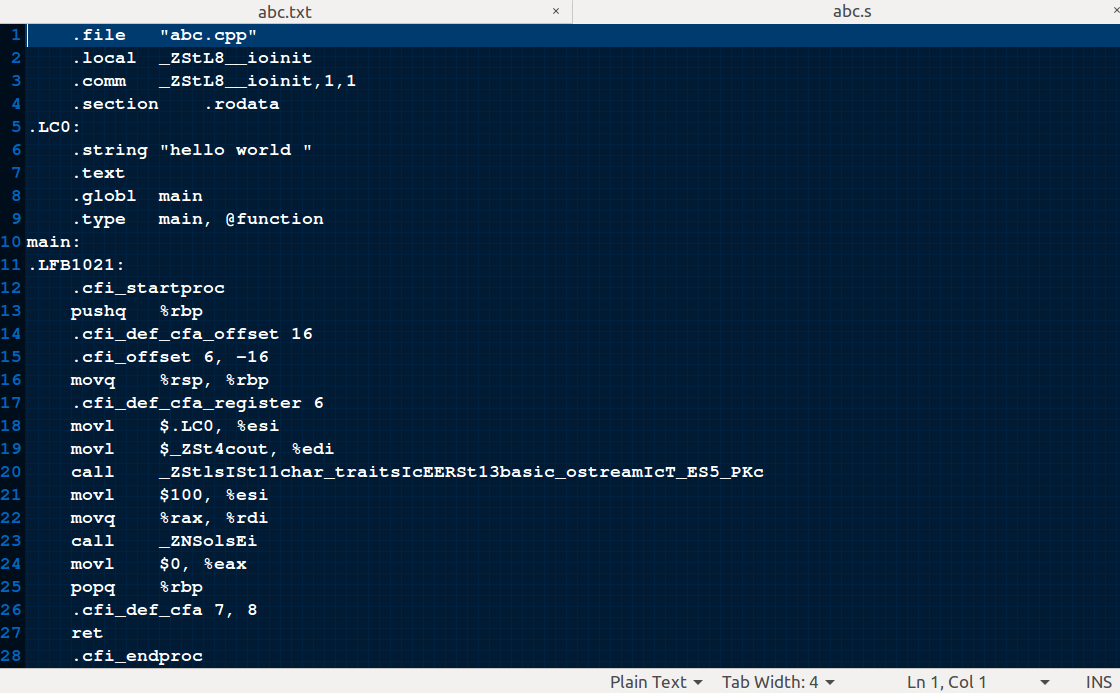 abc.txt × abc.s ×
1 .file "abc.cpp"
2 .local _ZStL8__ioinit
3 .comm _ZStL8__ioinit,1,1
4 .section .rodata
5 .LC0:
6 .string "hello world "
7 .text
8 .globl main
9 .type main, @function
10 main:
11 .LFB1021:
12 .cfi_startproc
13 pushq %rbp
14 .cfi_def_cfa_offset 16
15 .cfi_offset 6, -16
16 movq %rsp, %rbp
17 .cfi_def_cfa_register 6
18 movl $.LC0, %esi
19 movl $_ZSt4cout, %edi
20 call _ZStlsISt11char_traitsIcEERSt13basic_ostreamIcT_ES5_PKc
21 movl $100, %esi
22 movq %rax, %rdi
23 call _ZNSolsEi
24 movl $0, %eax
25 popq %rbp
26 .cfi_def_cfa 7, 8
27 ret
28 .cfi_endproc
Plain Text Tab Width: 4 Ln 1, Col 1 INS